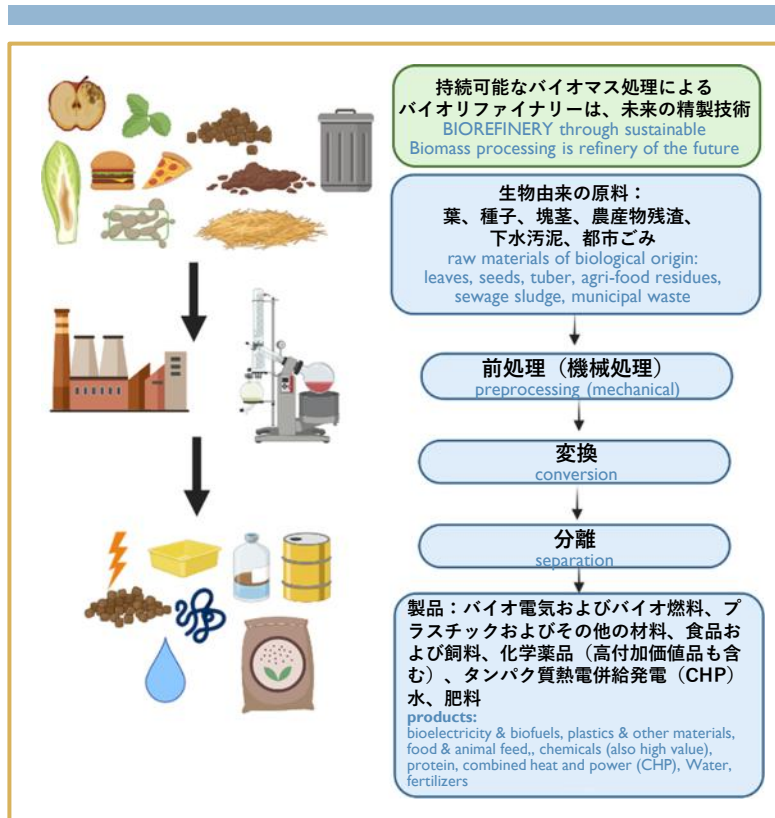 持続可能なバイオマス処理による
バイオリファイナリーは、未来の精製技術
BIOREFINERY through sustainable
Biomass processing is refinery of the future
生物由来の原料：
葉、種子、塊茎、農産物残渣、
下水汚泥、都市ごみ
raw materials of biological origin:
leaves, seeds, tuber, agri-food residues,
sewage sludge, municipal waste
前処理（機械処理）
preprocessing (mechanical)
変換
conversion
分離
separation
製品：バイオ電気およびバイオ燃料、プ
ラスチックおよびその他の材料、食品お
よび飼料、化学薬品（高付加価値品も含
む）、タンパク質熱電併給発電（CHP）
水、肥料
products:
bioelectricity & biofuels, plastics & other materials,
food & animal feed,, chemicals (also high value),
protein, combined heat and power (CHP), Water,
fertilizers